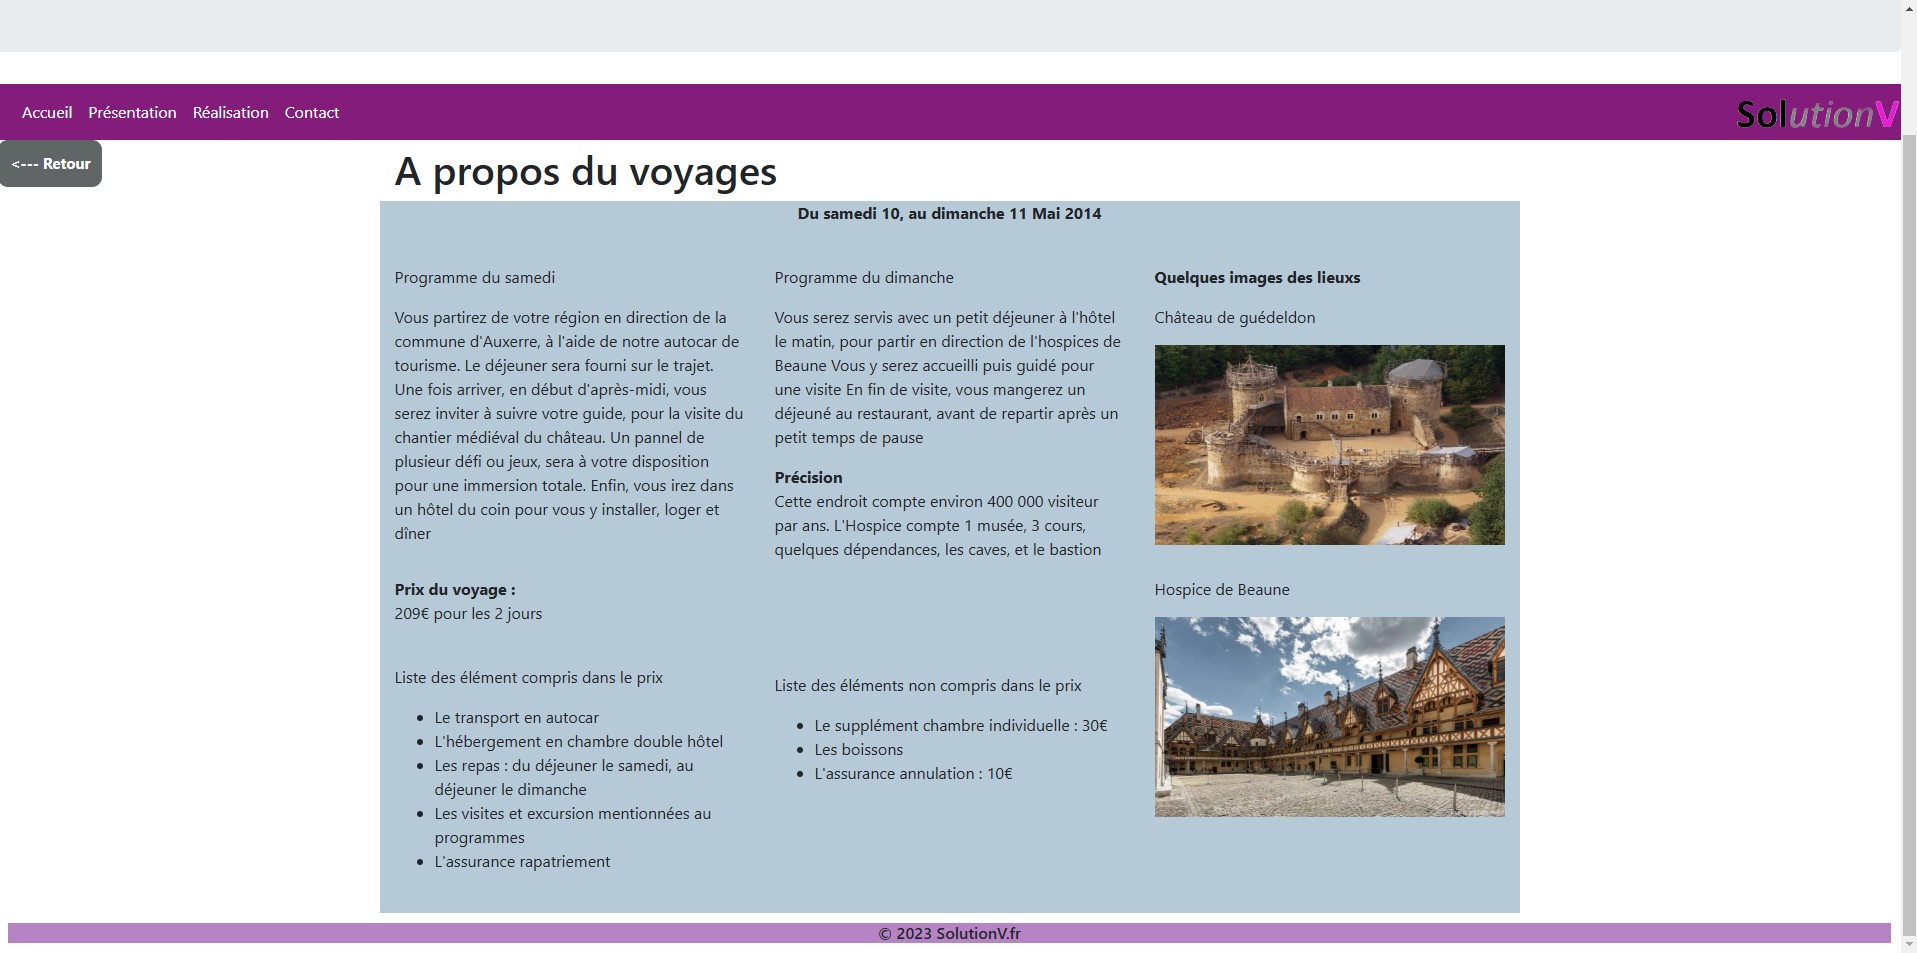 Accueil Présentation Réalisation Contact
SolutionV
<--- Retour
A propos du voyages
Du samedi 10, au dimanche 11 Mai 2014
Programme du samedi
Vous partirez de votre région en direction de la
commune d'Auxerre, à l'aide de notre autocar de
tourisme. Le déjeuner sera fourni sur le trajet.
Une fois arriver, en début d'après-midi, vous
serez inviter à suivre votre guide, pour la visite du
chantier médiéval du château. Un pannel de
plusieur défi ou jeux, sera à votre disposition
pour une immersion totale. Enfin, vous irez dans
un hôtel du coin pour vous y installer, loger et
dîner
Programme du dimanche
Vous serez servis avec un petit déjeuner à l'hôtel
le matin, pour partir en direction de l'hospices de
Beaune Vous y serez accueilli puis guidé pour
une visite En fin de visite, vous mangerez un
déjeuné au restaurant, avant de repartir après un
petit temps de pause
Précision
Cette endroit compte environ 400 000 visiteur
par ans. L'Hospice compte 1 musée, 3 cours,
quelques dépendances, les caves, et le bastion
Quelques images des lieuxs
Château de guédeldon
Prix du voyage :
209€ pour les 2 jours
Hospice de Beaune
Liste des élément compris dans le prix
• Le transport en autocar
• L'hébergement en chambre double hôtel
• Les repas : du déjeuner le samedi, au
déjeuner le dimanche
• Les visites et excursion mentionnées au
programmes
• L'assurance rapatriement
Liste des éléments non compris dans le prix
• Le supplément chambre individuelle : 30€
• Les boissons
• L'assurance annulation : 10€
© 2023 SolutionV.fr